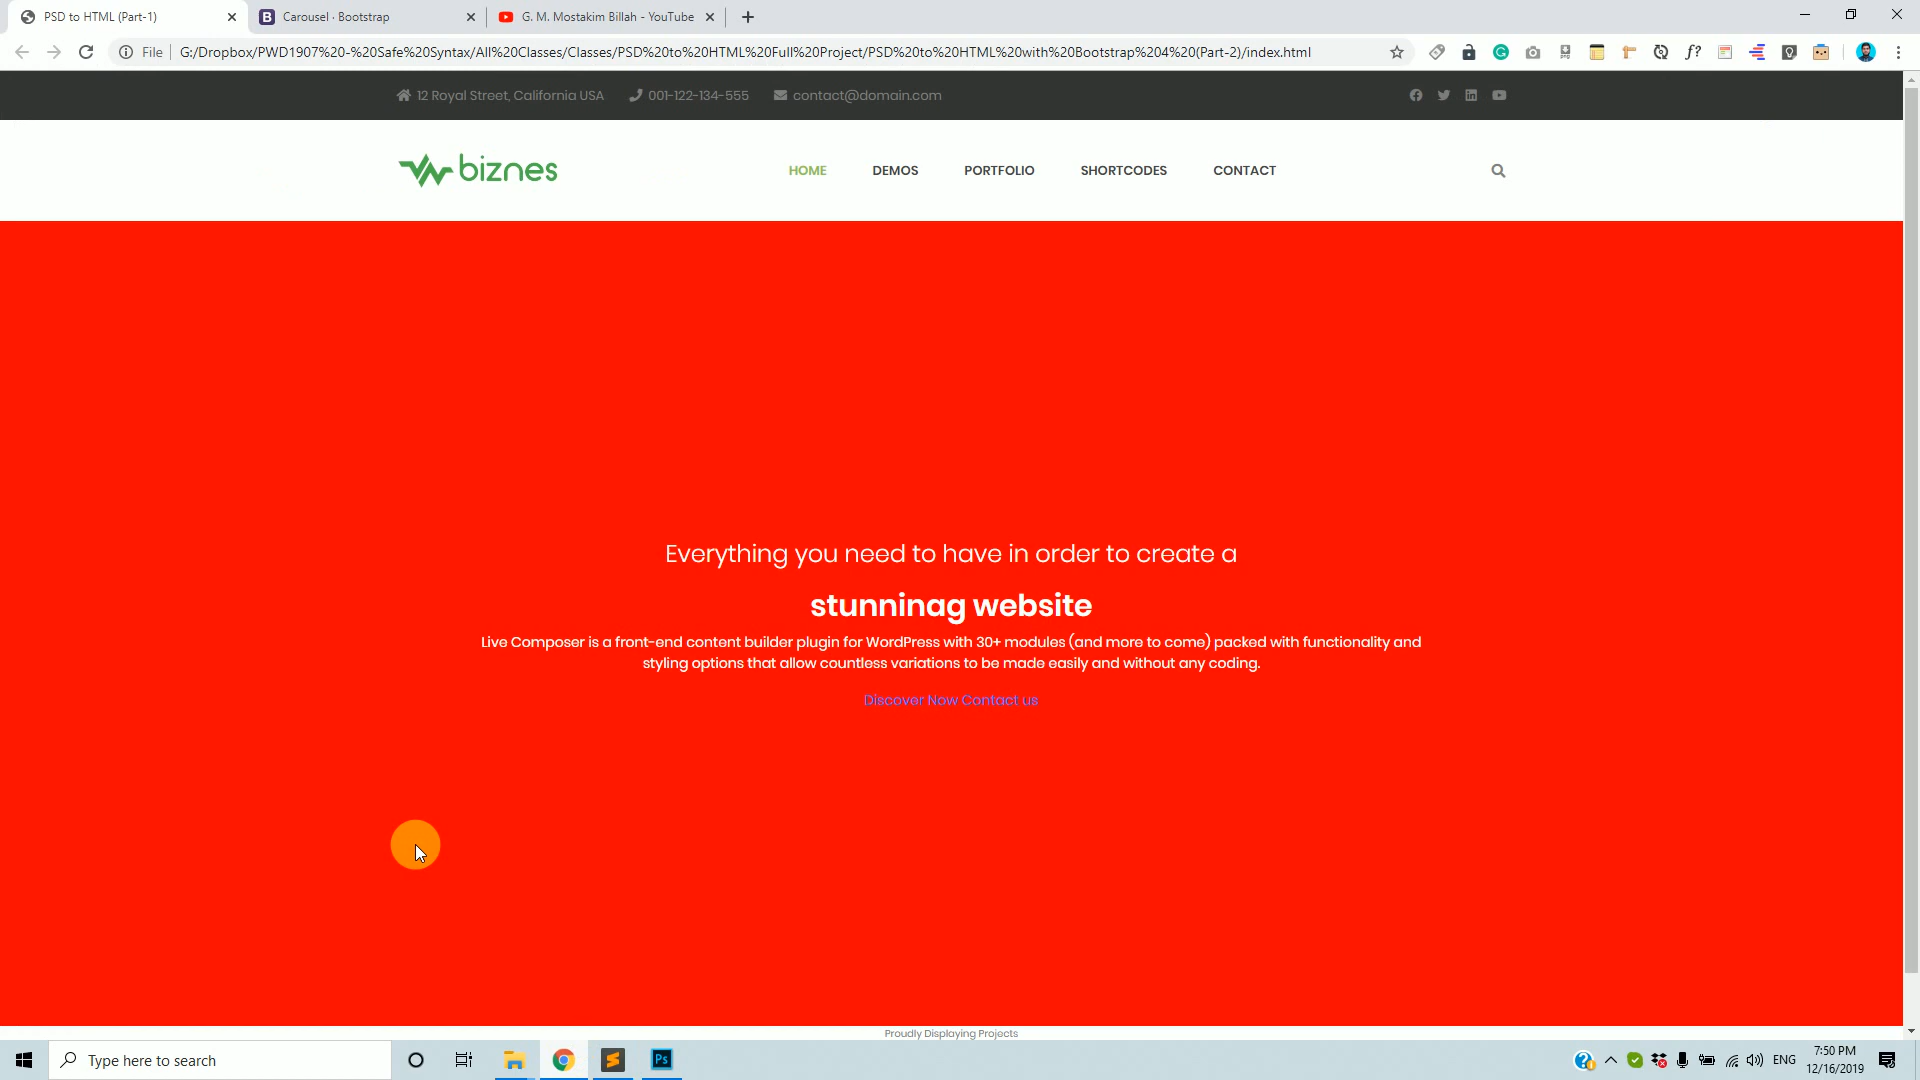 PSD to HTML (Part-1)
Carousel · Bootstrap
G. M. Mostakim Billah - YouTube
File
G:/Dropbox/PWD1907%20-%20Safe%20Syntax/All%20Classes/Classes/PSD%20to%20HTML%20Full%20Project/PSD%20to%20HTML%20with%20Bootstrap%204%20(Part-2)/index.html
12 Royal Street, California USA
001-122-134-555
contact@domain.com
biznes
HOME
DEMOS
PORTFOLIO
SHORTCODES
CONTACT
Everything you need to have in order to create a
stunninag website
Live Composer is a front-end content builder plugin for WordPress with 30+ modules (and more to come) packed with functionality and
styling options that allow countless variations to be made easily and without any coding.
Discover Now Contact us
Proudly Displaying Projects
Type here to search
Ps
ENG
7:50 PM
12/16/2019